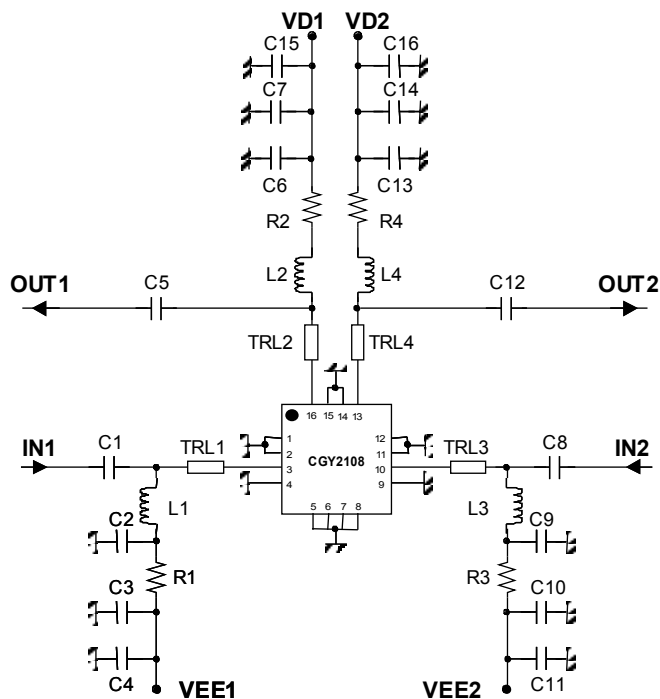 VD1 VD2
C15 C16
C7 C14
C6 C13
R2 R4
L2 L4
OUT1 C5 C12 OUT2
TRL2 TRL4
16 15 14 13
IN1 C1 TRL1 1 CGY2108 12 TRL3 C8 IN2
2 11
3 10
4 9
5 6 7 8
L1 L3
C2 C9
R1 R3
C3 C10
C4 C11
VEE1 VEE2